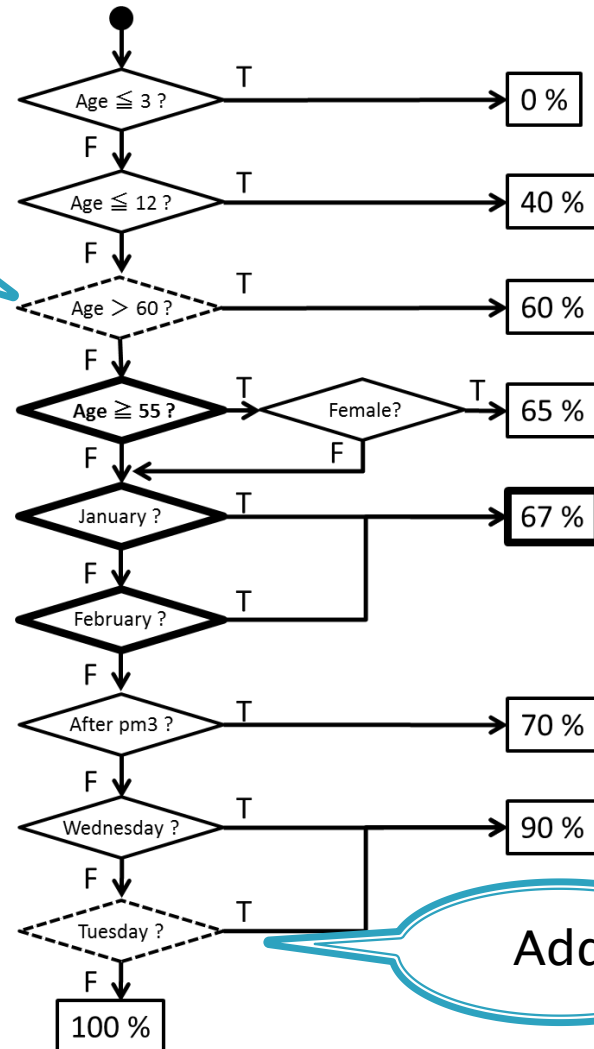 Age ≦ 3 ?
T
0 %
F
Age ≦ 12 ?
T
40 %
F
Age > 60 ?
T
60 %
F
Age ≧ 55 ?
T
Female?
T
65 %
F
F
January ?
T
67 %
F
February ?
T
F
After pm3 ?
T
70 %
F
Wednesday ?
T
90 %
F
Tuesday ?
T
F
100 %